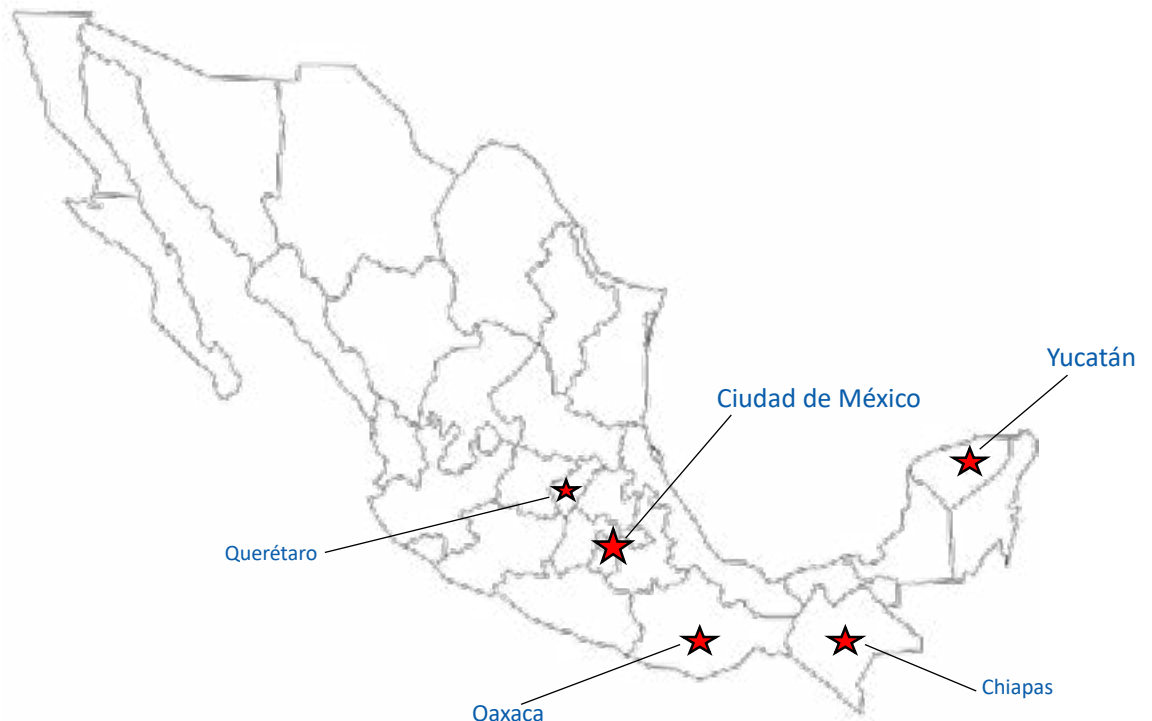 Yucatán
Ciudad de México
Querétaro
Chiapas
Oaxaca